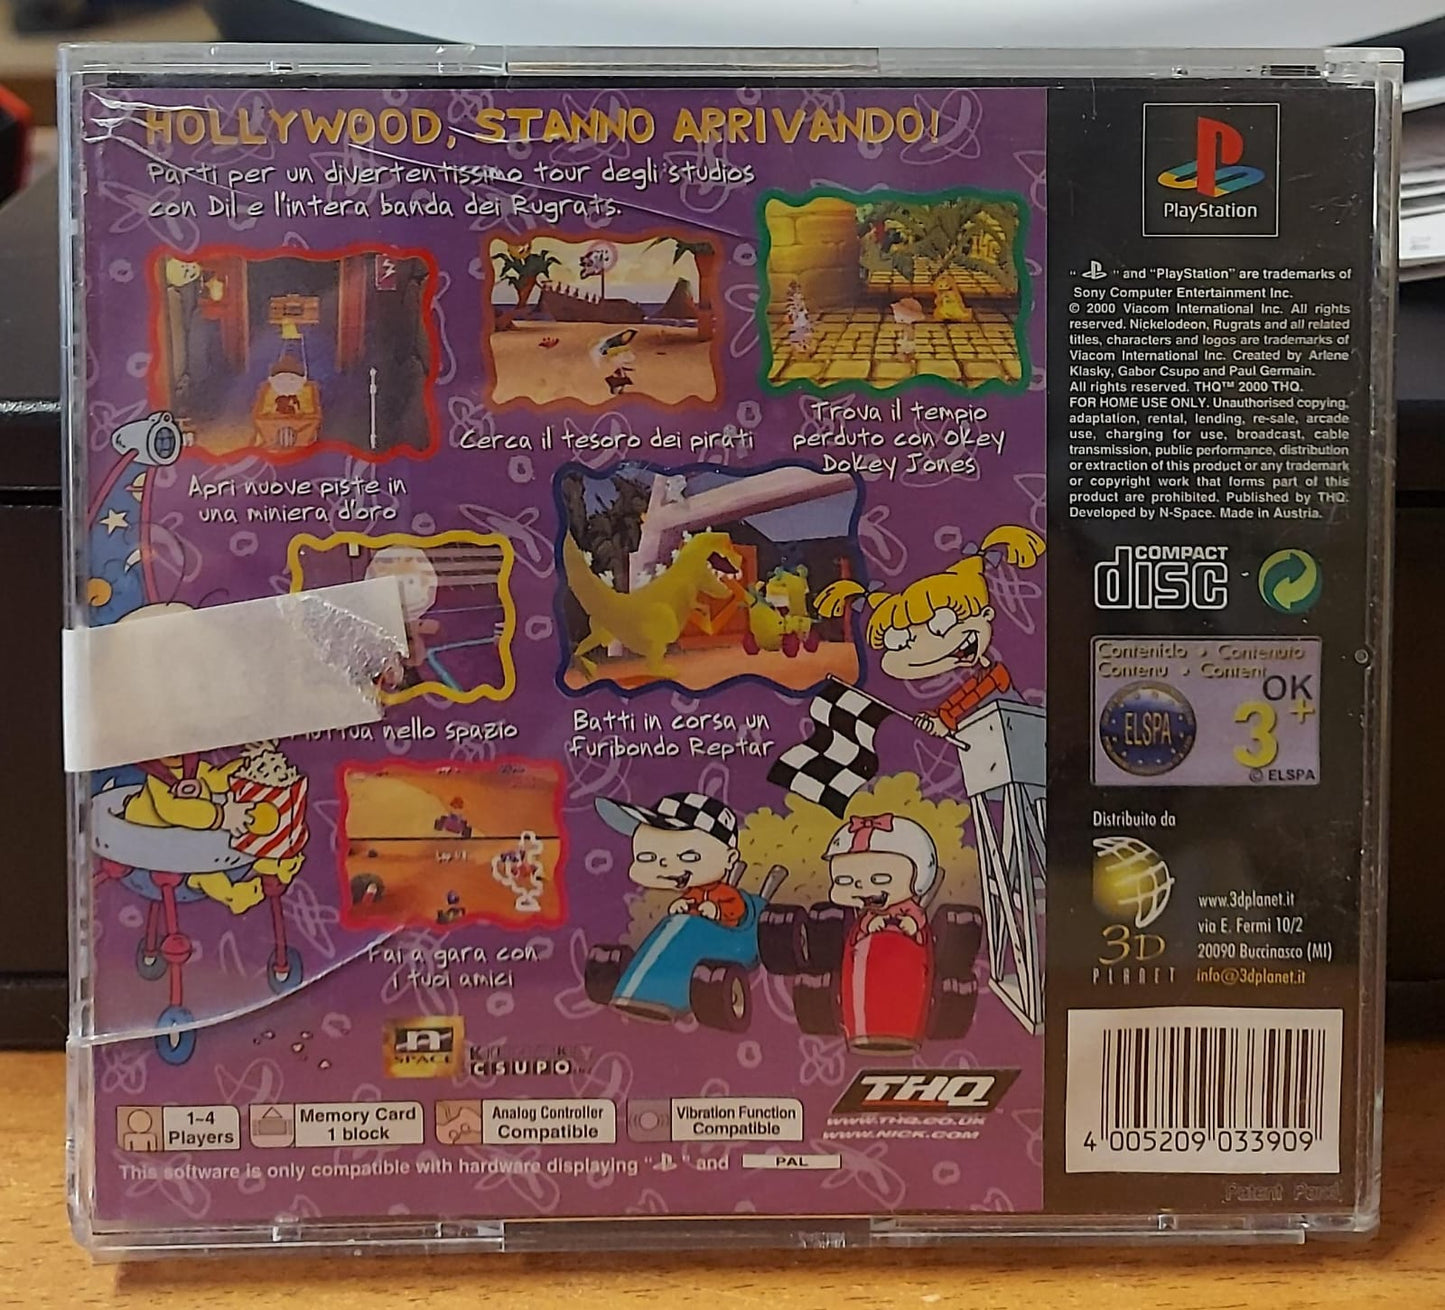 HOLLYWOOD, STANNO ARRIVANDO!
Parti per un divertentissimo tour degli studios
con Dil e l'intera banda dei Rugrats.
Apri nuove piste in
una miniera d'oro
Cerca il tesoro dei pirati
Trova il tempio
perduto con Okey
Dokey Jones
nello spazio
Batti in corsa un
furibondo Reptar
Fai a gara con
i tuoi amici
n
SPACE
CSUPO
THQ
WWW.THQ.CO.UK
WWW.NICK.COM
1-4
Players
Memory Card
1 block
Analog Controller
Compatible
Vibration Function
Compatible
This software is only compatible with hardware displaying " " and PAL
PlayStation
" " and "PlayStation" are trademarks of
Sony Computer Entertainment Inc.
© 2000 Viacom International Inc. All rights
reserved. Nickelodeon, Rugrats and all related
titles, characters and logos are trademarks of
Viacom International Inc. Created by Arlene
Klasky, Gabor Csupo and Paul Germain.
All rights reserved. THQ™ 2000 THQ.
FOR HOME USE ONLY. Unauthorised copying,
adaptation, rental, lending, re-sale, arcade
use, charging for use, broadcast, cable
transmission, public performance, distribution
or extraction of this product or any trademark
or copyright work that forms part of this
product are prohibited. Published by THQ.
Developed by N-Space. Made in Austria.
COMPACT
disc
Contenido • Contenuto
Contenu • Content
OK
ELSPA
3+
© ELSPA
Distribuito da
3D
PLANET
www.3dplanet.it
via E. Fermi 10/2
20090 Buccinasco (MI)
info@3dplanet.it
4 005209 033909
Patent Pend